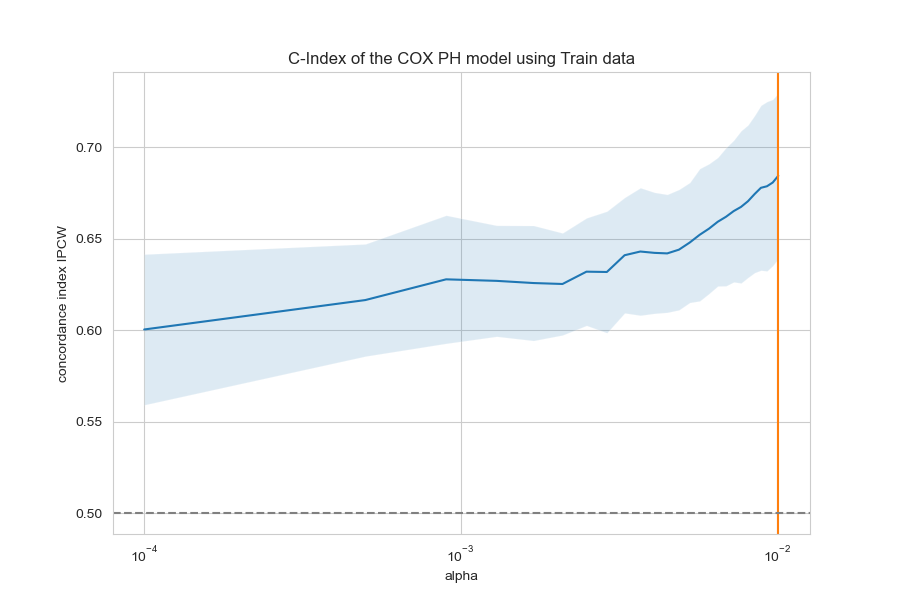 C-Index of the COX PH model using Train data
concordance index IPCW
0.70
0.65
0.60
0.55
0.50
10⁻⁴ 10⁻³ 10⁻²
alpha